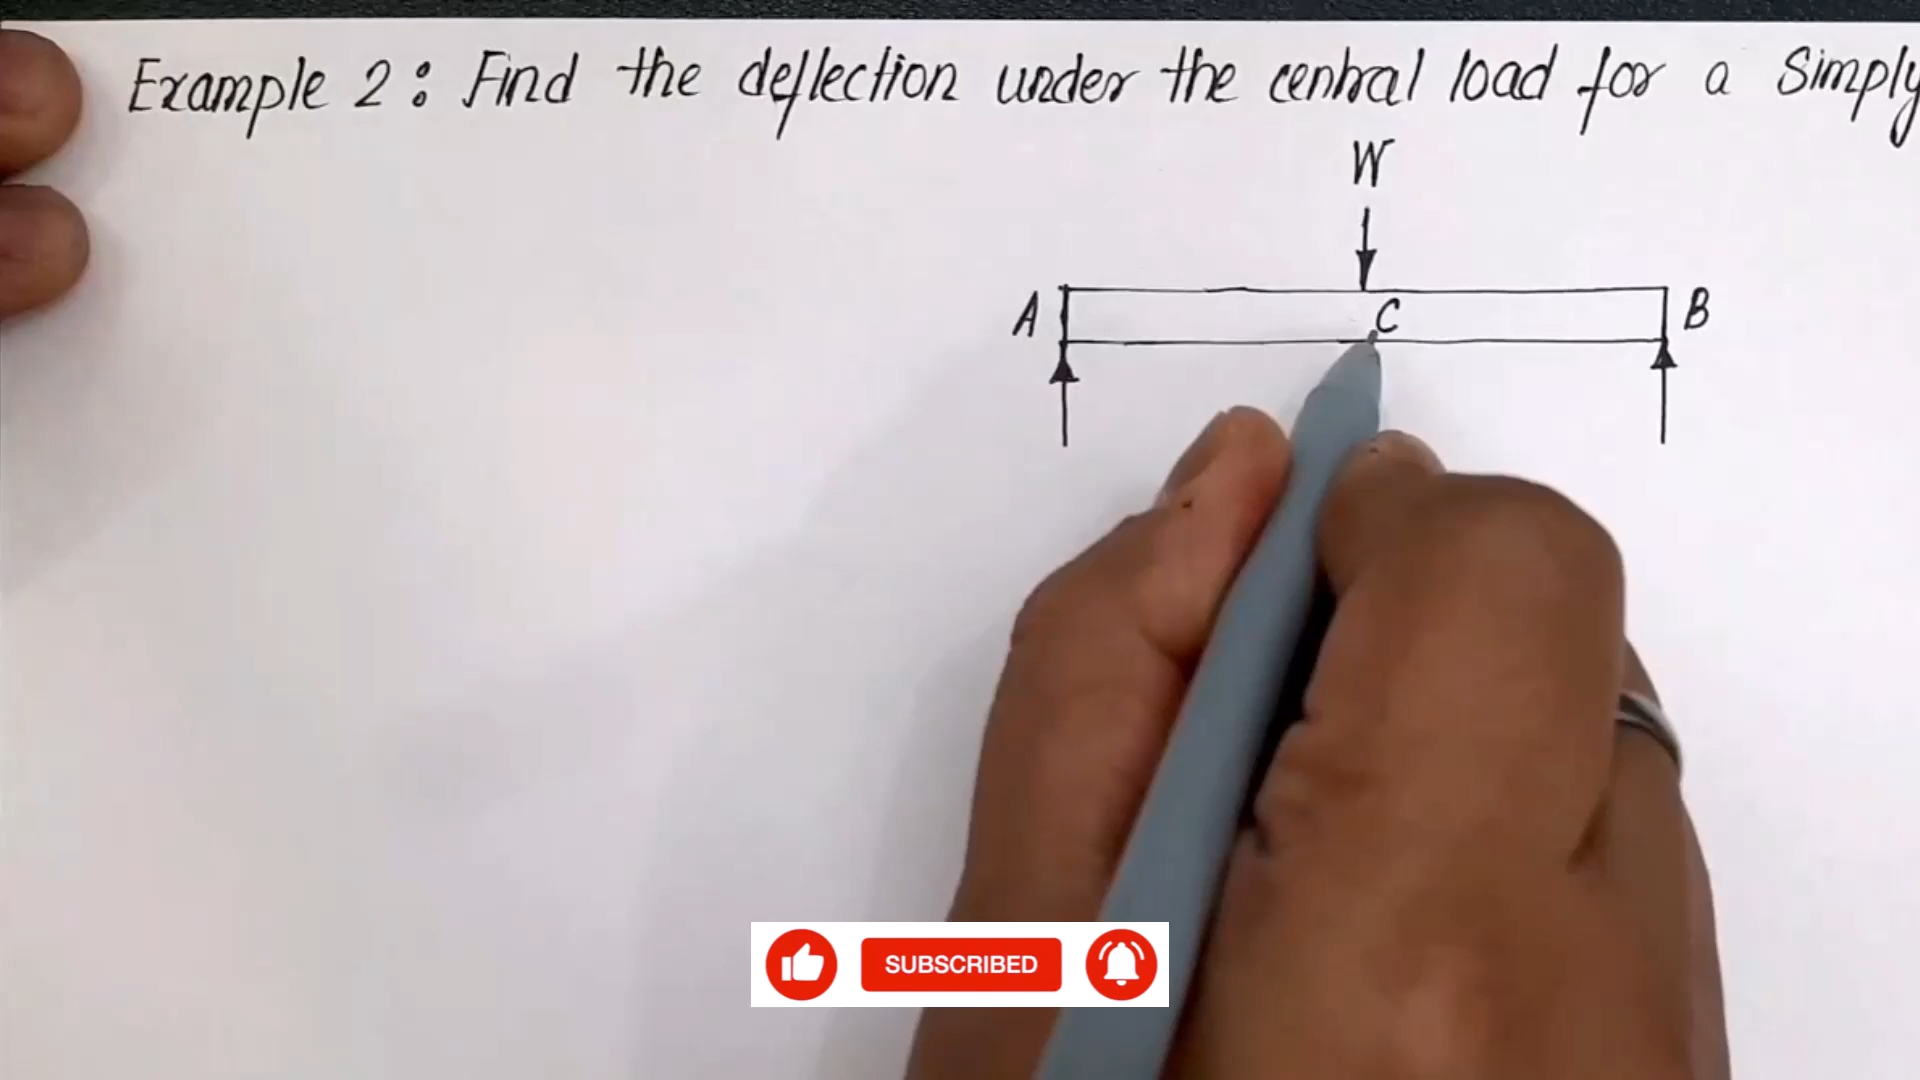 Example 2: Find the deflection under the central load for a Simply
W
A C B
SUBSCRIBED